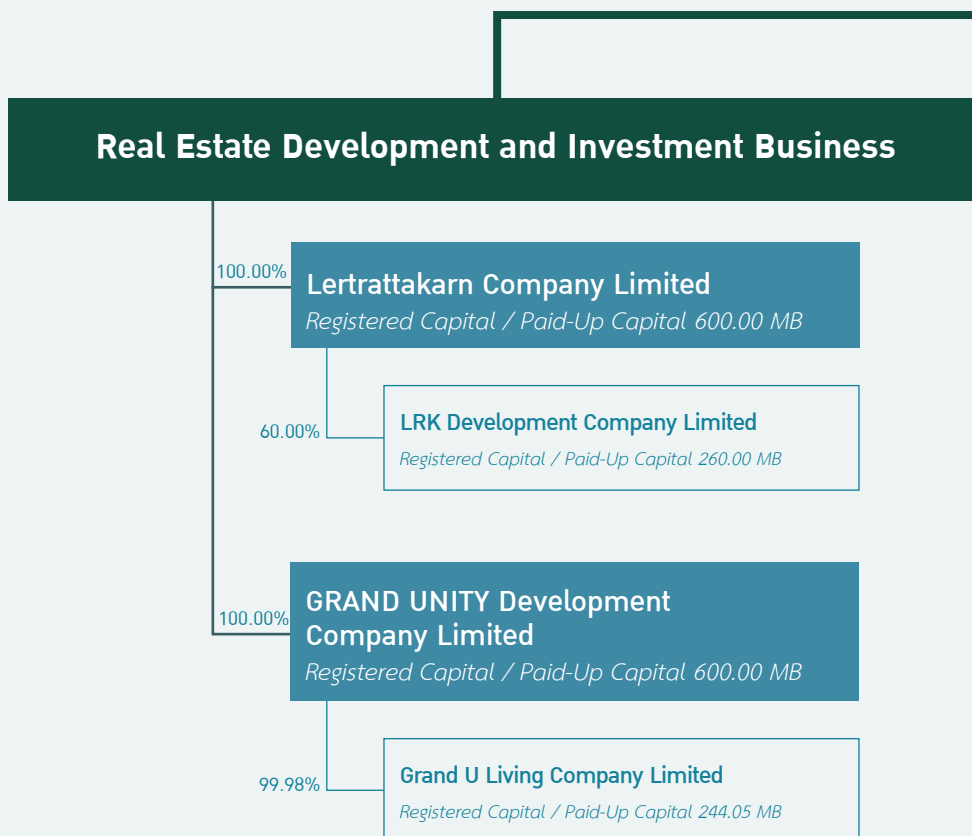 Real Estate Development and Investment Business
100.00%
Lertrattakarn Company Limited
Registered Capital / Paid-Up Capital 600.00 MB
60.00%
LRK Development Company Limited
Registered Capital / Paid-Up Capital 260.00 MB
100.00%
GRAND UNITY Development
Company Limited
Registered Capital / Paid-Up Capital 600.00 MB
99.98%
Grand U Living Company Limited
Registered Capital / Paid-Up Capital 244.05 MB